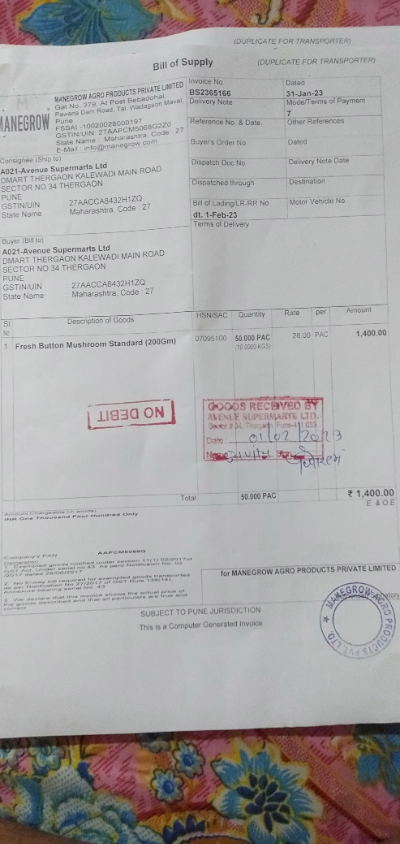 (DUPLICATE FOR TRANSPORTER)
Bill of Supply
(DUPLICATE FOR TRANSPORTER)
MANEGROW
MANEGROW AGRO PRODUCTS PRIVATE LIMITED
Gat No. 379, At Post Bebadohal
Pavana Dam Road, Tal. Wadagaon Maval,
Pune
FSSAI -10020028000197
GSTIN/UIN: 27AAPCM5068G2ZG
State Name : Maharashtra, Code : 27
E-Mail : info@manegrow.com
Invoice No.
BS2365166
Dated
31-Jan-23
Delivery Note
Mode/Terms of Payment
7
Reference No. & Date.
Other References
Buyer's Order No.
Dated
Dispatch Doc No.
Delivery Note Date
Dispatched through
Destination
Bill of Lading/LR-RR No.
dt. 1-Feb-23
Motor Vehicle No.
Terms of Delivery
Consignee (Ship to)
A021-Avenue Supermarts Ltd
DMART THERGAON KALEWADI MAIN ROAD
SECTOR NO 34 THERGAON
PUNE
GSTIN/UIN 27AACCA8432H1ZQ
State Name Maharashtra, Code : 27
Buyer (Bill to)
A021-Avenue Supermarts Ltd
DMART THERGAON KALEWADI MAIN ROAD
SECTOR NO 34 THERGAON
PUNE
GSTIN/UIN 27AACCA8432H1ZQ
State Name Maharashtra, Code : 27
Sl No. Description of Goods HSN/SAC Quantity Rate per Amount
1 Fresh Button Mushroom Standard (200Gm) 07095100 50.000 PAC 28.00 PAC 1,400.00
(10.0000 KGS)
NO DEBIT
GOODS RECEIVED BY
AVENUE SUPERMARTS LTD.
Date 01/02/2023
Total 50.000 PAC ₹ 1,400.00
Amount Chargeable (in words) E & O.E
INR One Thousand Four Hundred Only
Company's PAN
Declaration
for MANEGROW AGRO PRODUCTS PRIVATE LIMITED
MANEGROW AGRO PRODUCTS PVT. LTD.
SUBJECT TO PUNE JURISDICTION
This is a Computer Generated Invoice